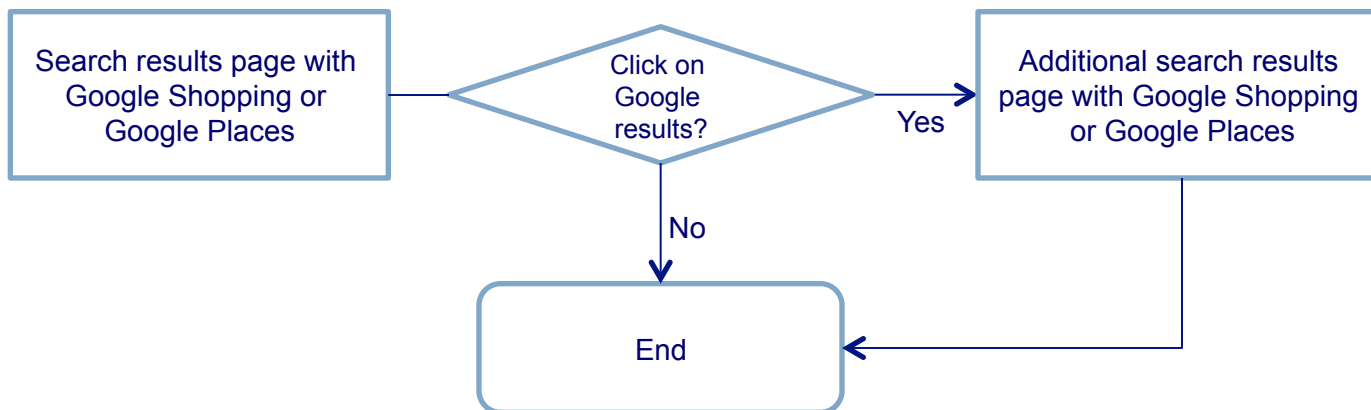 Search results page with
Google Shopping or
Google Places
Click on
Google
results?
Yes
Additional search results
page with Google Shopping
or Google Places
No
End